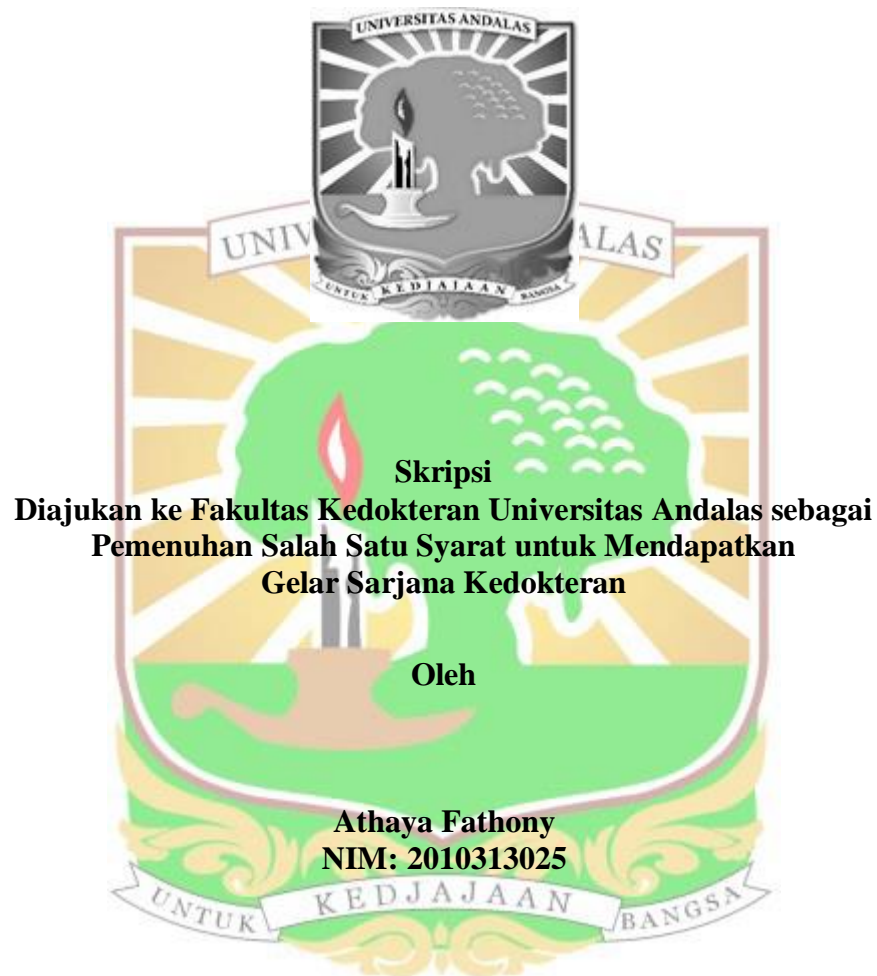 UNIVERSITAS ANDALAS
UNTUK KEDJAJAAN BANGSA
UNIV ALAS
Skripsi
Diajukan ke Fakultas Kedokteran Universitas Andalas sebagai
Pemenuhan Salah Satu Syarat untuk Mendapatkan
Gelar Sarjana Kedokteran
Oleh
Athaya Fathony
NIM: 2010313025
UNTUK KEDJAJAAN BANGSA